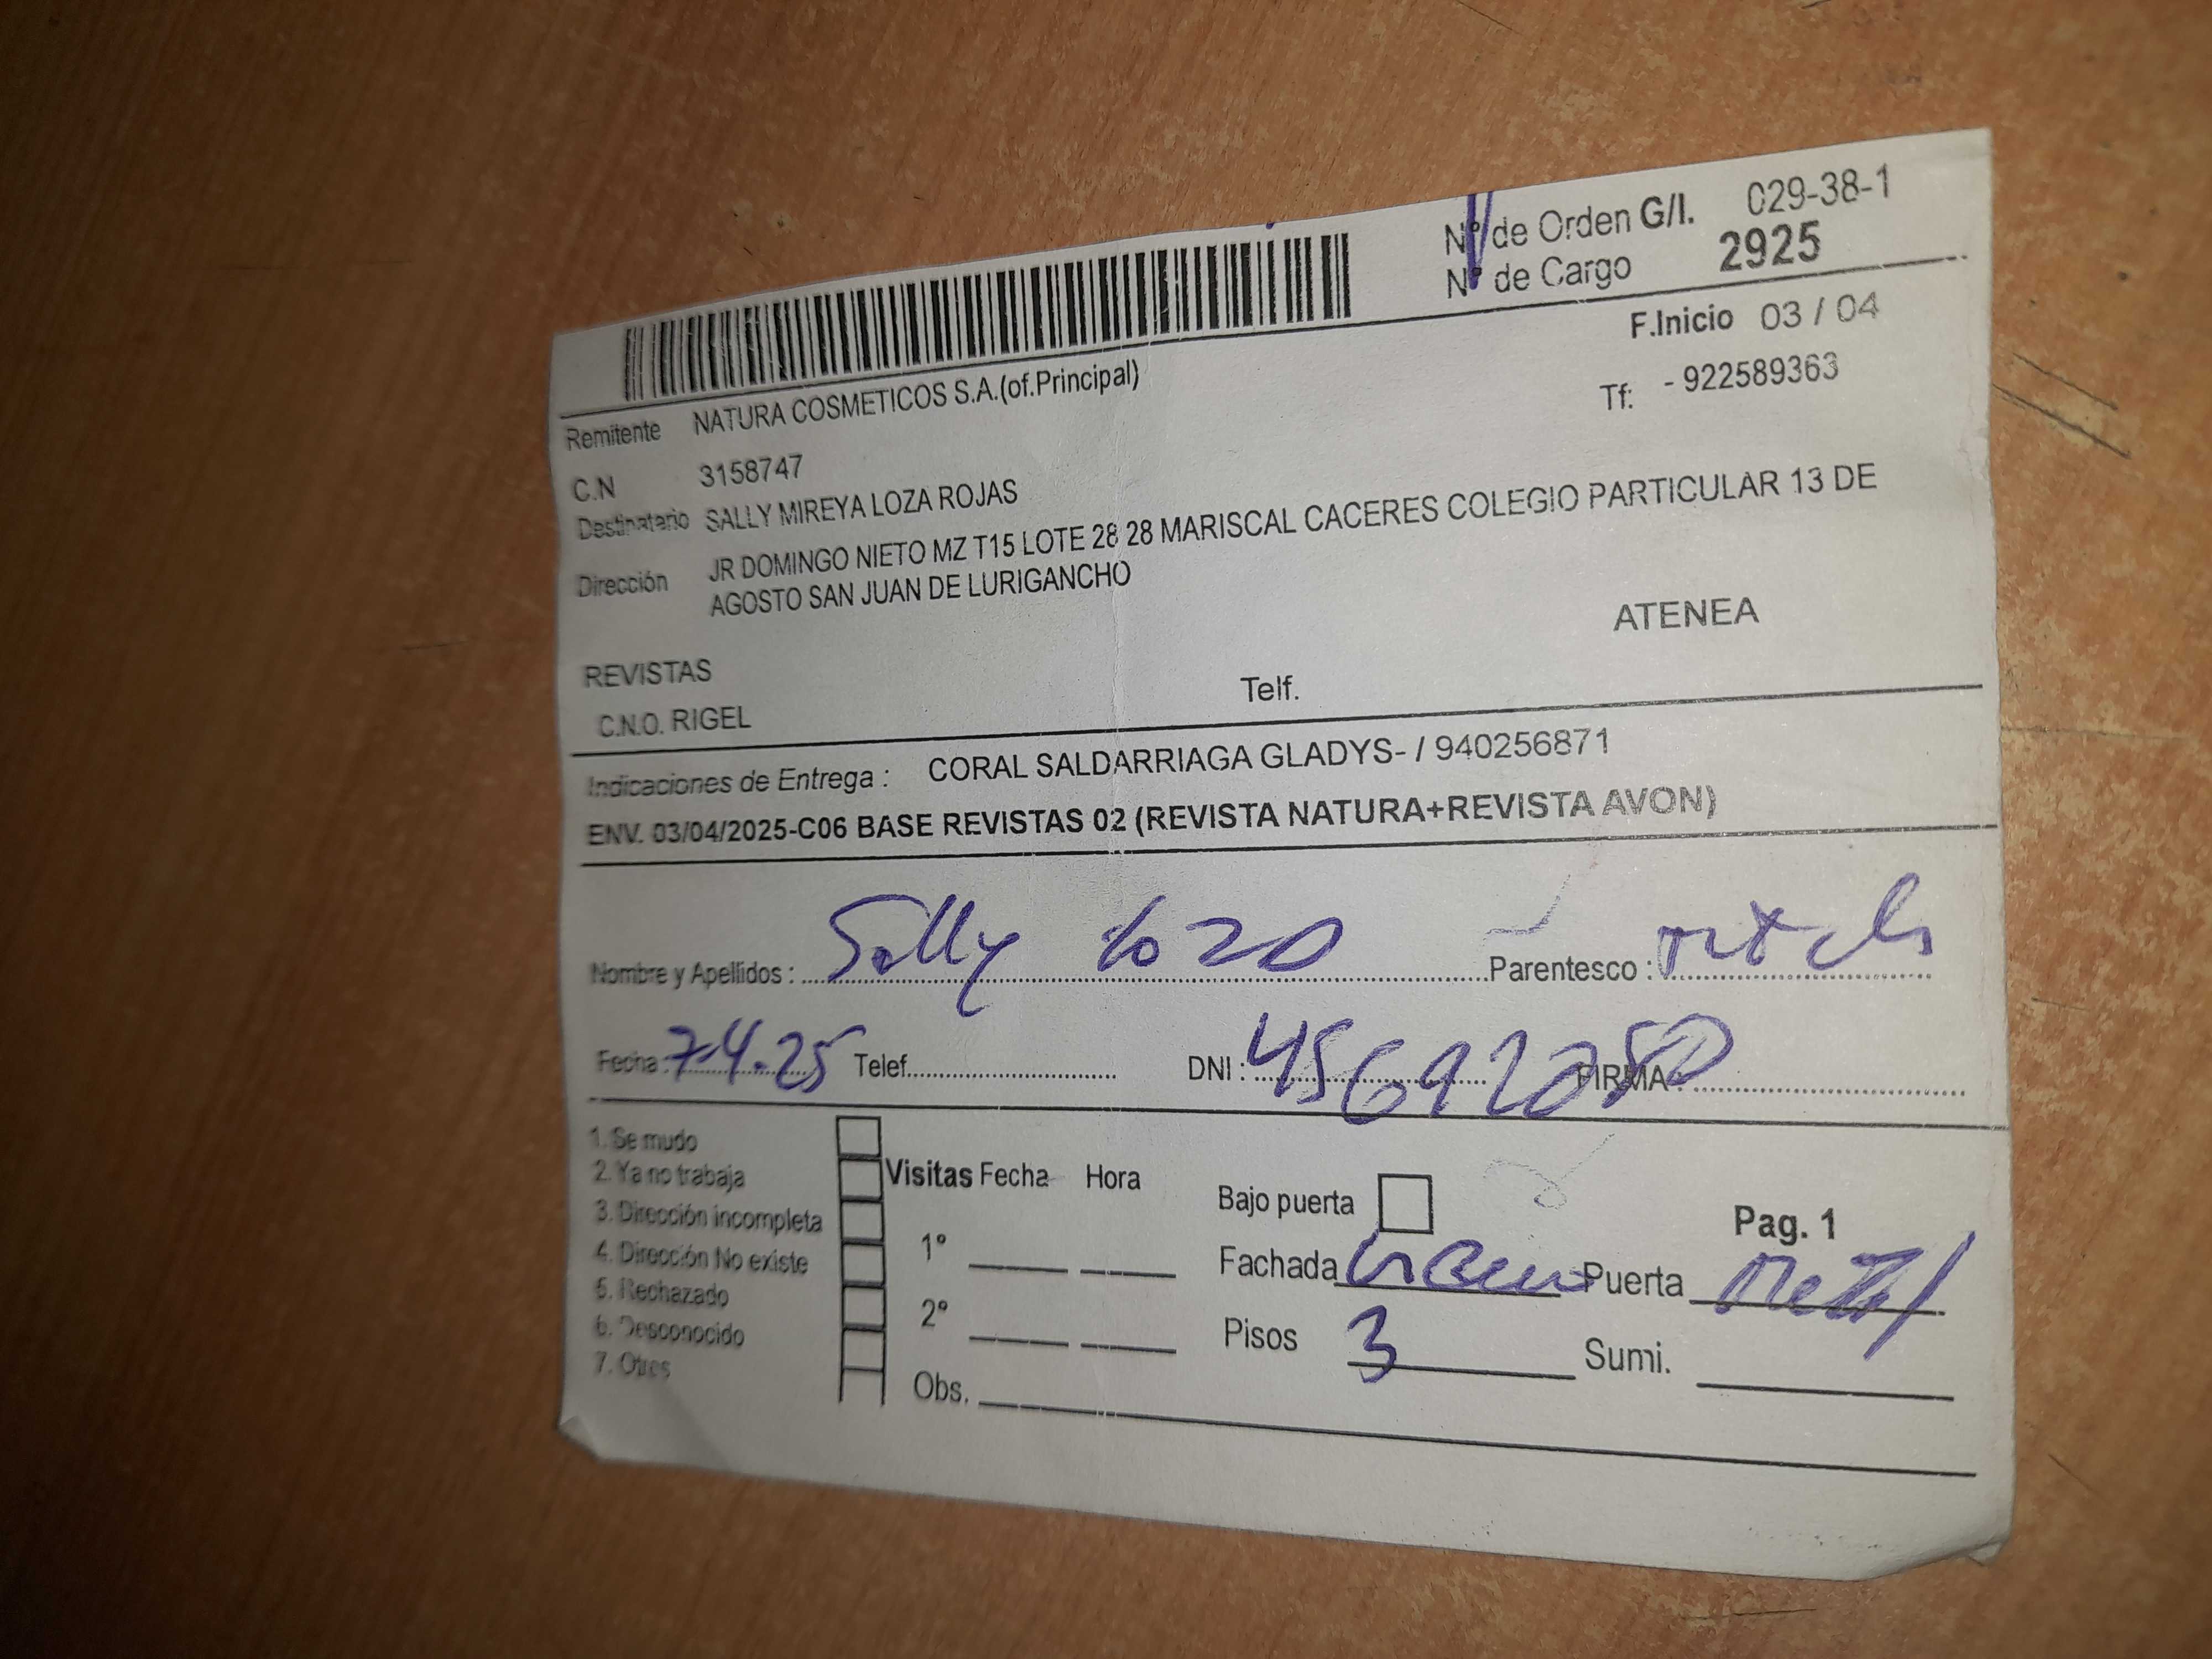 Nº de Orden G/I. 029-38-1
Nº de Cargo 2925
F.Inicio 03 / 04
Remitente NATURA COSMETICOS S.A.(of.Principal)
Tf: - 922589363
C.N 3158747
Destinatario SALLY MIREYA LOZA ROJAS
Dirección JR DOMINGO NIETO MZ T15 LOTE 28 28 MARISCAL CACERES COLEGIO PARTICULAR 13 DE
AGOSTO SAN JUAN DE LURIGANCHO
ATENEA
REVISTAS
Telf.
C.N.O. RIGEL
Indicaciones de Entrega : CORAL SALDARRIAGA GLADYS- / 940256871
ENV. 03/04/2025-C06 BASE REVISTAS 02 (REVISTA NATURA+REVISTA AVON)
Nombre y Apellidos : Sally Loza Parentesco :
Fecha : 7-4-25 Telef. DNI : FIRMA :
1. Se mudo
2. Ya no trabaja
3. Dirección incompleta
4. Dirección No existe
5. Rechazado
6. Desconocido
7. Otros
Visitas Fecha Hora
1º
2º
Obs.
Bajo puerta
Pag. 1
Fachada Puerta Metal
Pisos 3 Sumi.